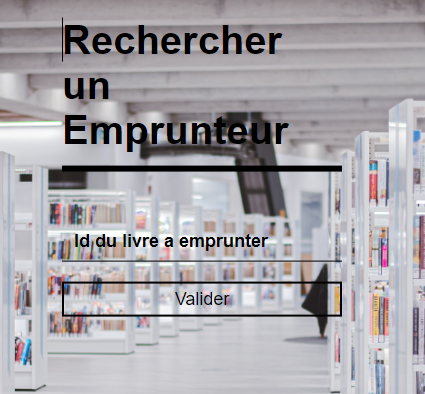 Rechercher
un
Emprunteur
Id du livre a emprunter
Valider